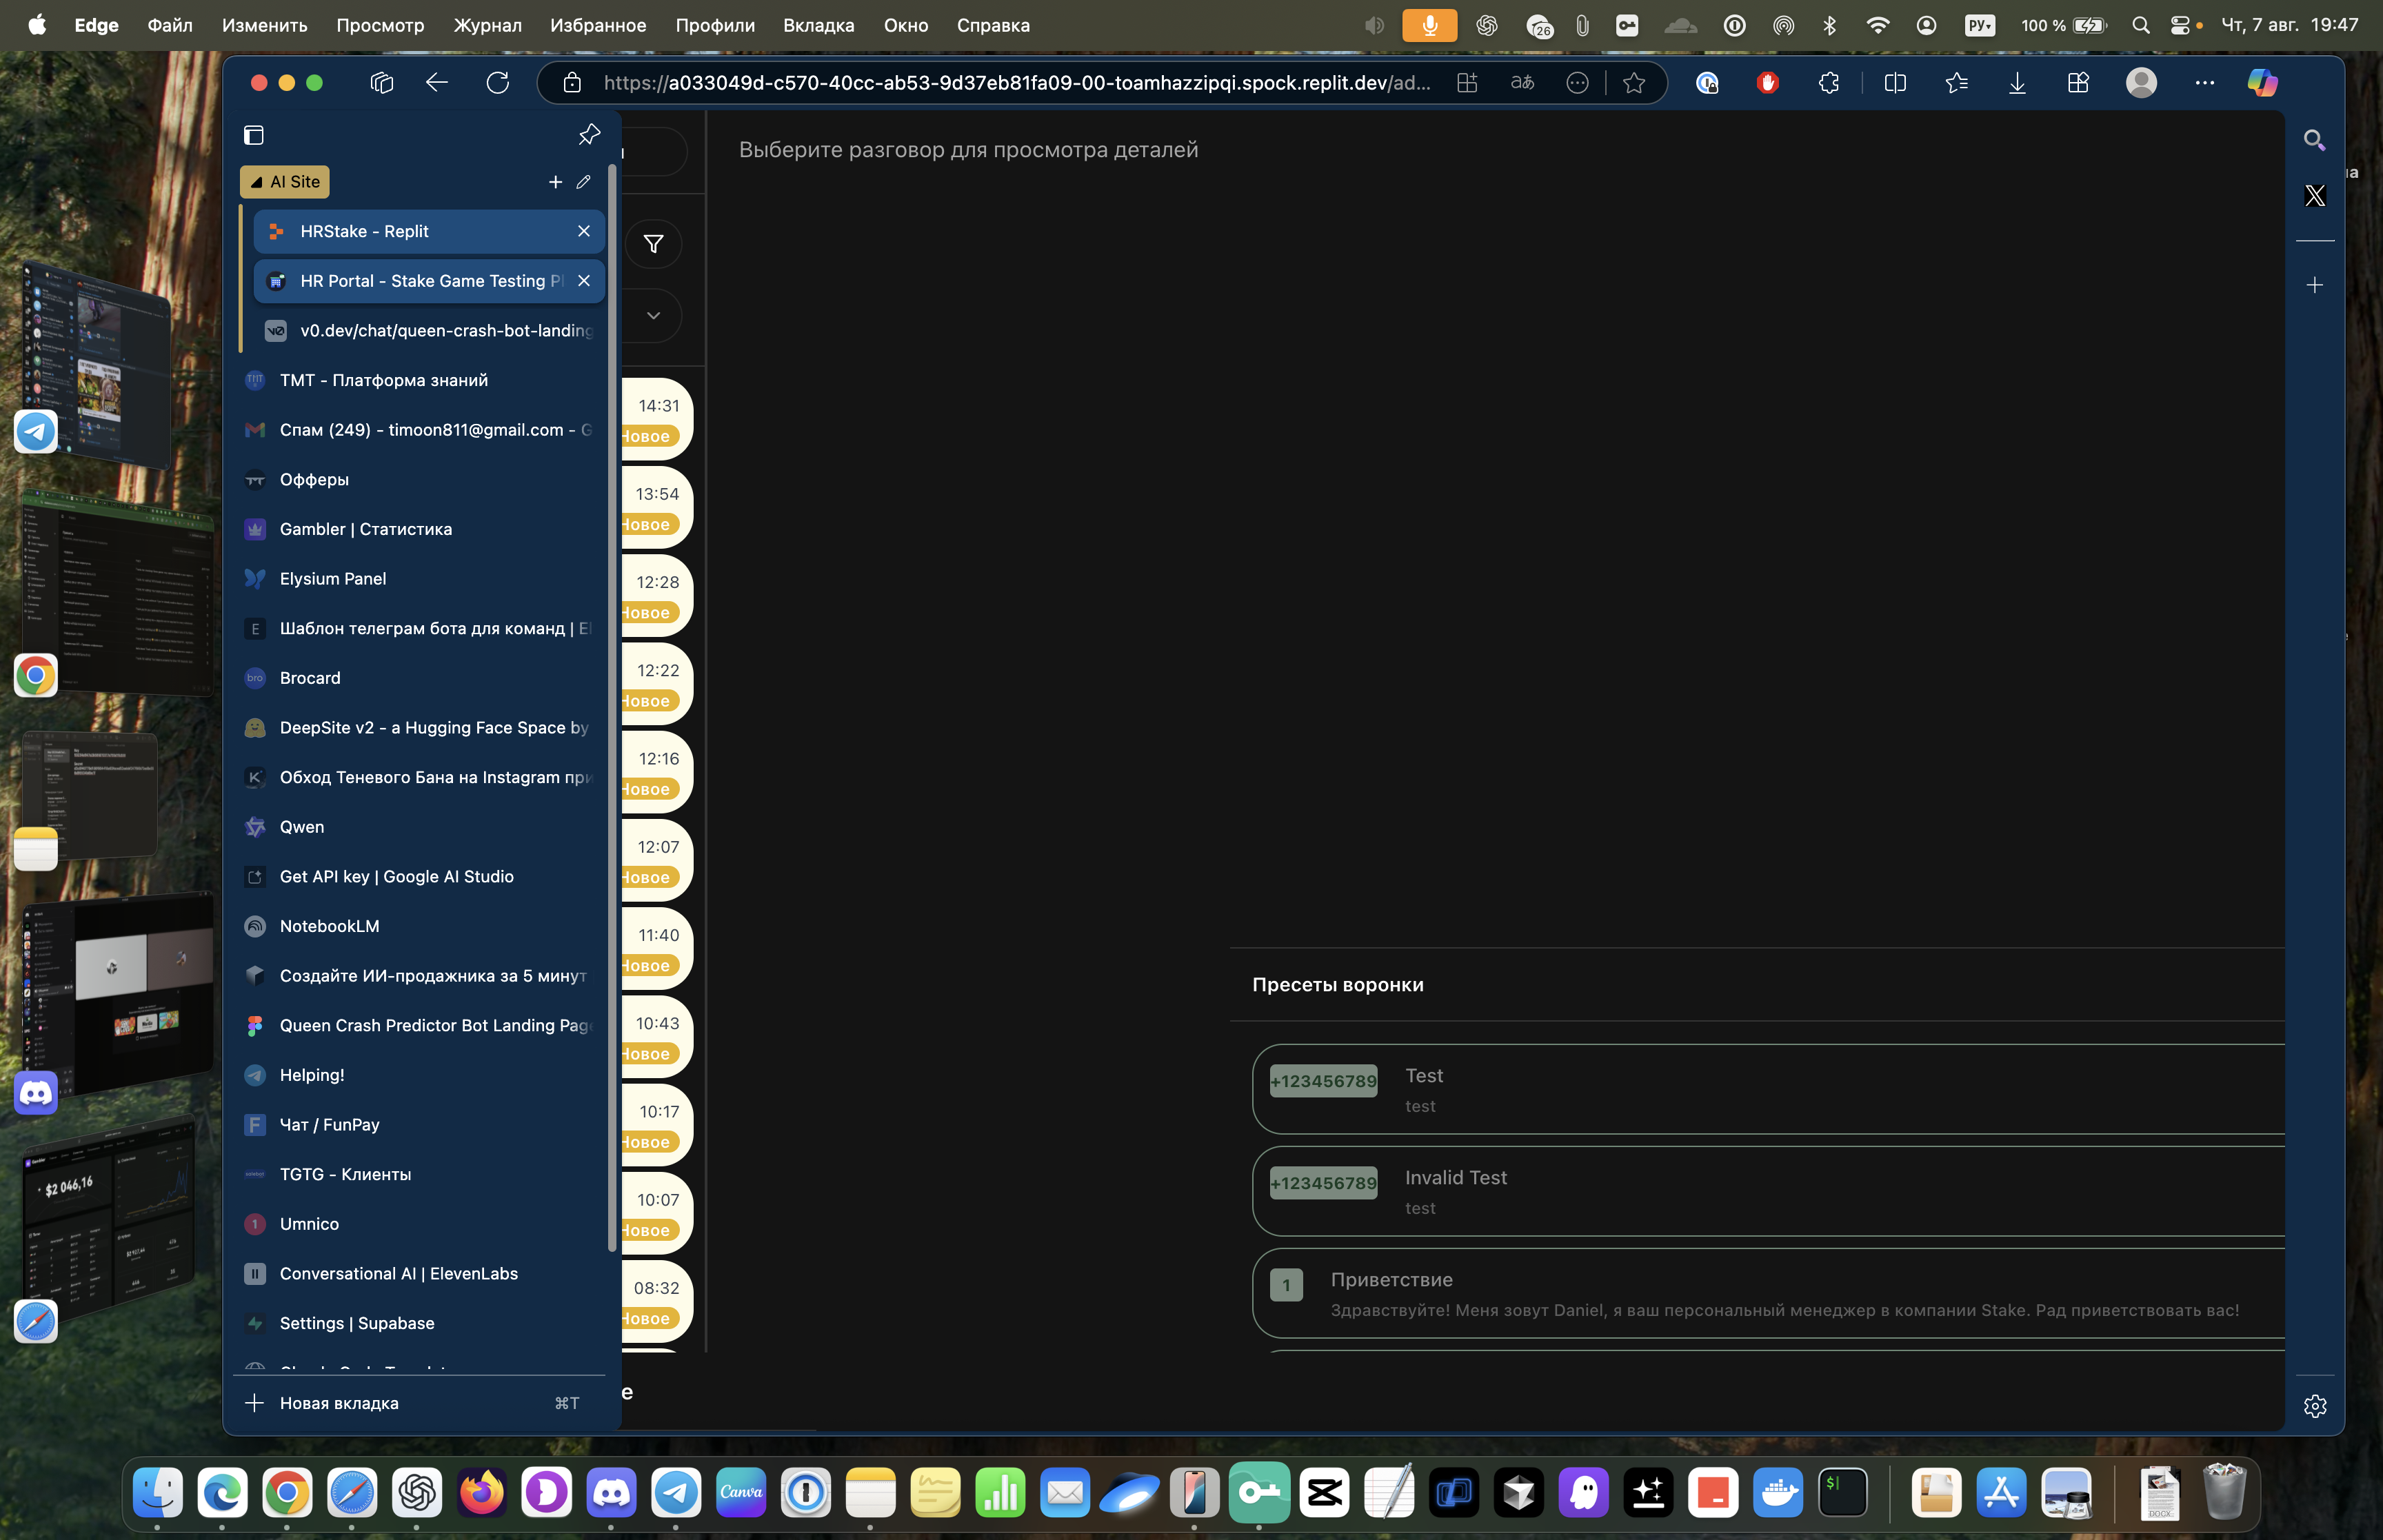 Edge Файл Изменить Просмотр Журнал Избранное Профили Вкладка Окно Справка 26 РУ 100 % Чт, 7 авг. 19:47
https://a033049d-c570-40cc-ab53-9d37eb81fa09-00-toamhazzipqi.spock.replit.dev/ad... aあ
AI Site
HRStake - Replit
HR Portal - Stake Game Testing Pl
v0.dev/chat/queen-crash-bot-landing
TMT - Платформа знаний
Спам (249) - timoon811@gmail.com - G
Офферы
Gambler | Статистика
Elysium Panel
Шаблон телеграм бота для команд | El
Brocard
DeepSite v2 - a Hugging Face Space by
Обход Теневого Бана на Instagram при
Qwen
Get API key | Google AI Studio
NotebookLM
Создайте ИИ-продажника за 5 минут
Queen Crash Predictor Bot Landing Page
Helping!
Чат / FunPay
TGTG - Клиенты
Umnico
Conversational AI | ElevenLabs
Settings | Supabase
Новая вкладка ⌘T
14:31
Новое
13:54
Новое
12:28
Новое
12:22
Новое
12:16
Новое
12:07
Новое
11:40
Новое
10:43
Новое
10:17
Новое
10:07
Новое
08:32
Новое
е
Выберите разговор для просмотра деталей
Пресеты воронки
+123456789 Test
test
+123456789 Invalid Test
test
1 Приветствие
Здравствуйте! Меня зовут Daniel, я ваш персональный менеджер в компании Stake. Рад приветствовать вас!
$2 046,16
Canva
DOCX